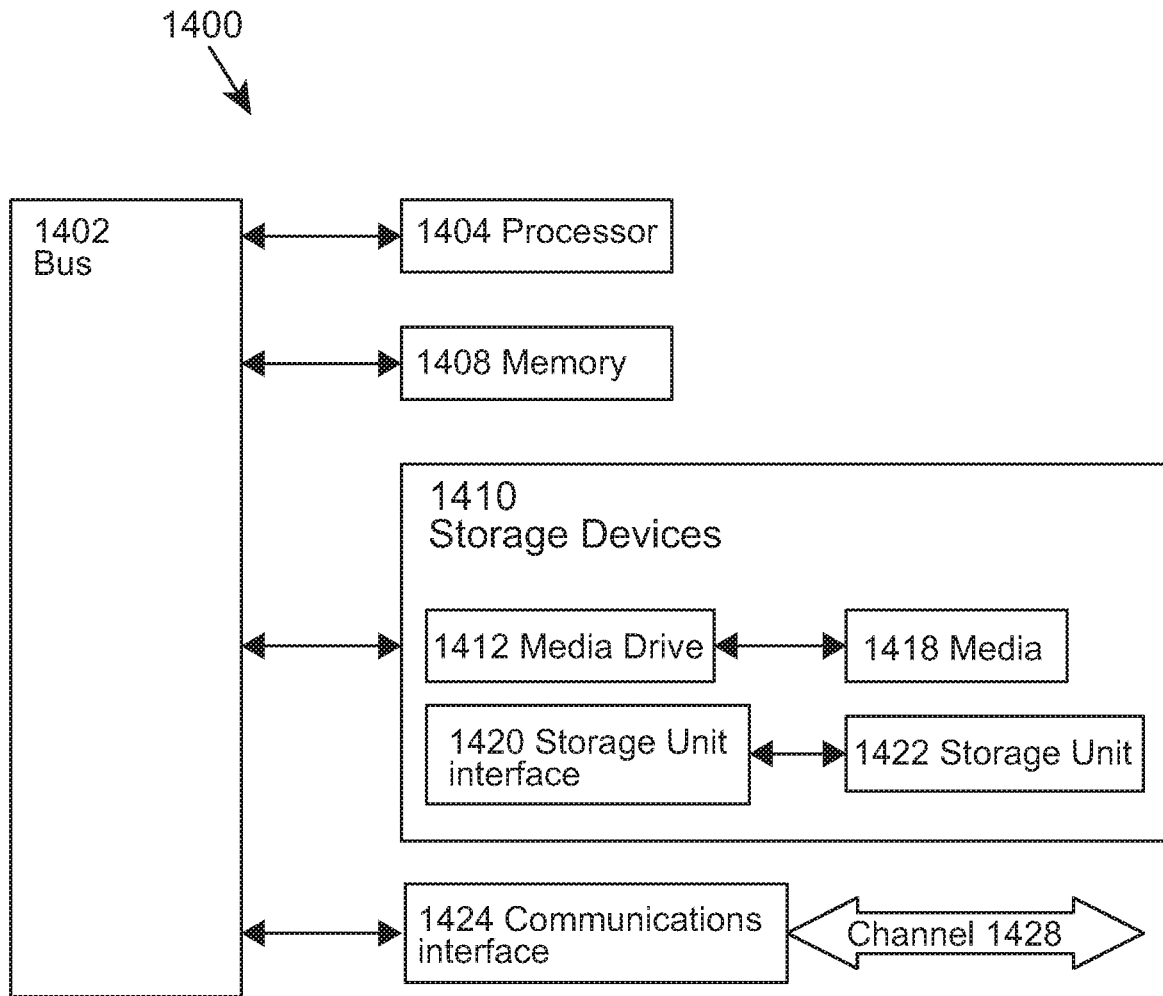 1400
1402
Bus
1404 Processor
1408 Memory
1410
Storage Devices
1412 Media Drive
1418 Media
1420 Storage Unit
interface
1422 Storage Unit
1424 Communications
interface
Channel 1428